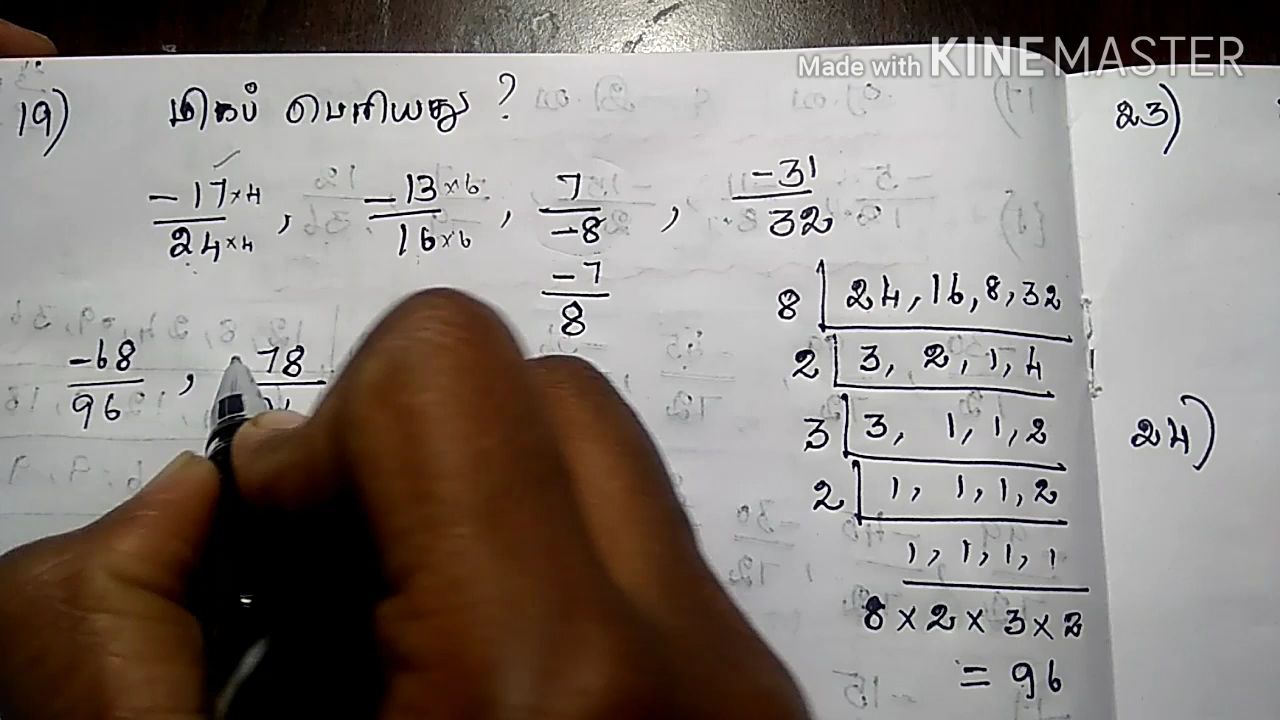 Made with KINEMASTER
19) மிகப் பெரியது ?
-17×4/24×4 , -13×6/16×6 , 7/-8 , -31/32
-7/8
-68/96 , 78
8 | 24, 16, 8, 32
2 | 3, 2, 1, 4
3 | 3, 1, 1, 2
2 | 1, 1, 1, 2
1, 1, 1, 1
8 × 2 × 3 × 2
= 96
23)
24)